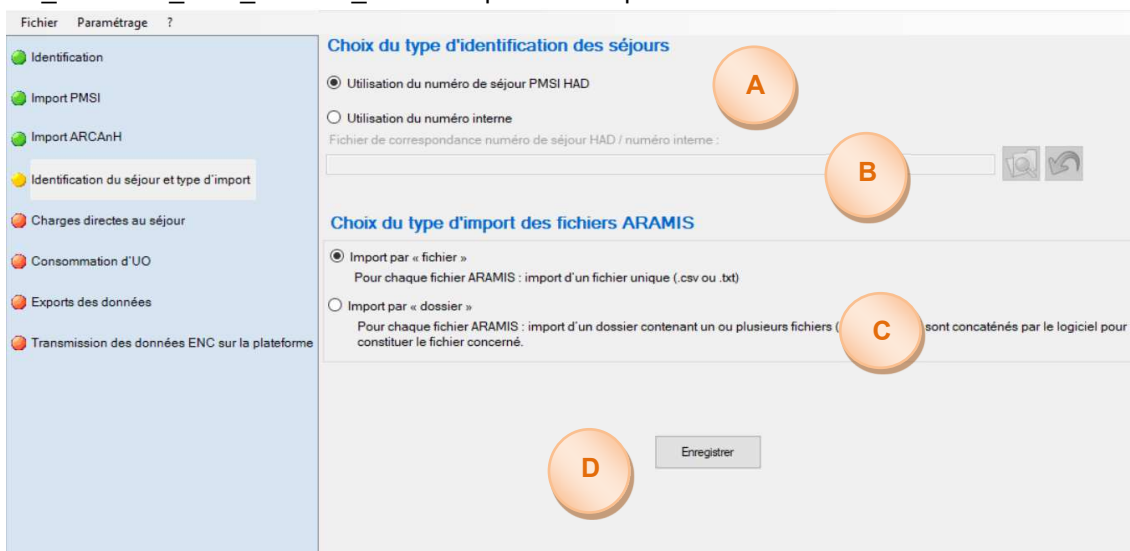 Fichier Paramétrage ?
Identification
Import PMSI
Import ARCAnH
Identification du séjour et type d'import
Charges directes au séjour
Consommation d'UO
Exports des données
Transmission des données ENC sur la plateforme
Choix du type d'identification des séjours
Utilisation du numéro de séjour PMSI HAD
A
Utilisation du numéro interne
Fichier de correspondance numéro de séjour HAD / numéro interne :
B
Choix du type d'import des fichiers ARAMIS
Import par « fichier »
Pour chaque fichier ARAMIS : import d'un fichier unique (.csv ou .txt)
Import par « dossier »
Pour chaque fichier ARAMIS : import d'un dossier contenant un ou plusieurs fichiers ( sont concaténés par le logiciel pour
constituer le fichier concerné.
C
Enregistrer
D